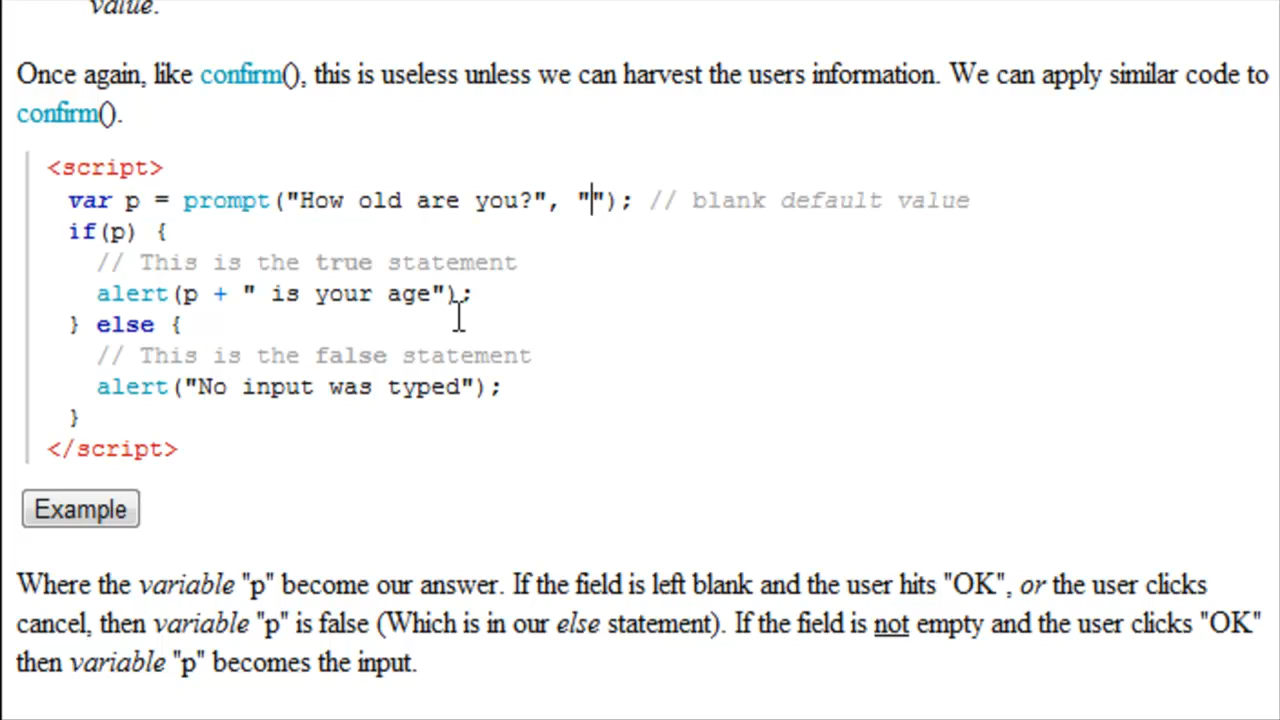 value.
Once again, like confirm(), this is useless unless we can harvest the users information. We can apply similar code to
confirm().
<script>
var p = prompt("How old are you?", ""); // blank default value
if(p) {
// This is the true statement
alert(p + " is your age");
} else {
// This is the false statement
alert("No input was typed");
}
</script>
Example
Where the variable "p" become our answer. If the field is left blank and the user hits "OK", or the user clicks
cancel, then variable "p" is false (Which is in our else statement). If the field is not empty and the user clicks "OK"
then variable "p" becomes the input.